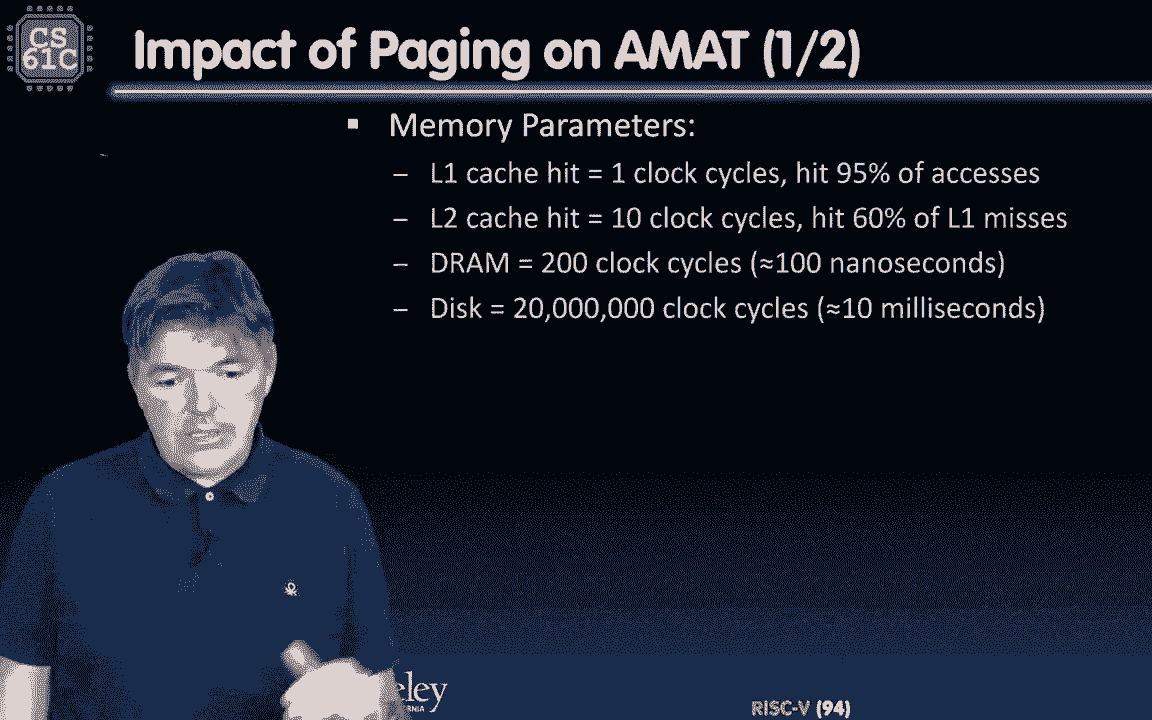 CS
61C
Impact of Paging on AMAT (1/2)
▪ Memory Parameters:
– L1 cache hit = 1 clock cycles, hit 95% of accesses
– L2 cache hit = 10 clock cycles, hit 60% of L1 misses
– DRAM = 200 clock cycles (≈100 nanoseconds)
– Disk = 20,000,000 clock cycles (≈10 milliseconds)
eley
RNIA
RISC-V (94)